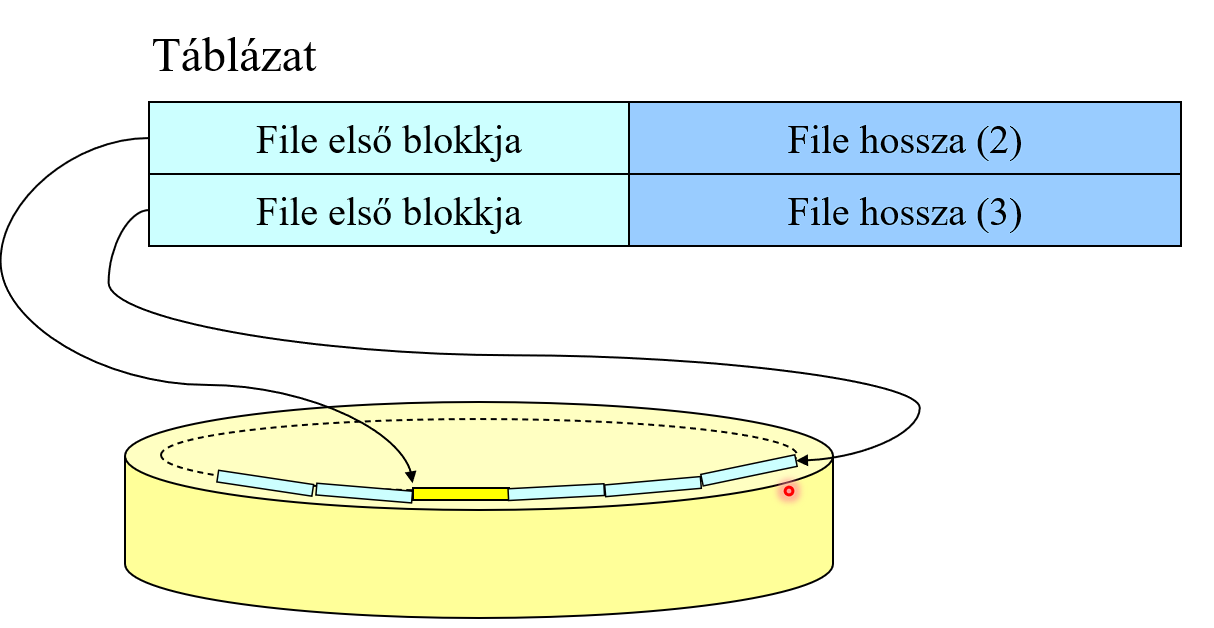 Táblázat
File első blokkja File hossza (2)
File első blokkja File hossza (3)